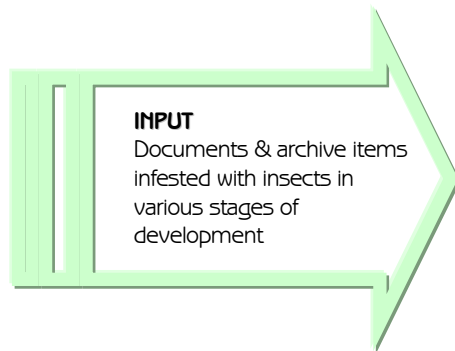 INPUT
Documents & archive items
infested with insects in
various stages of
development